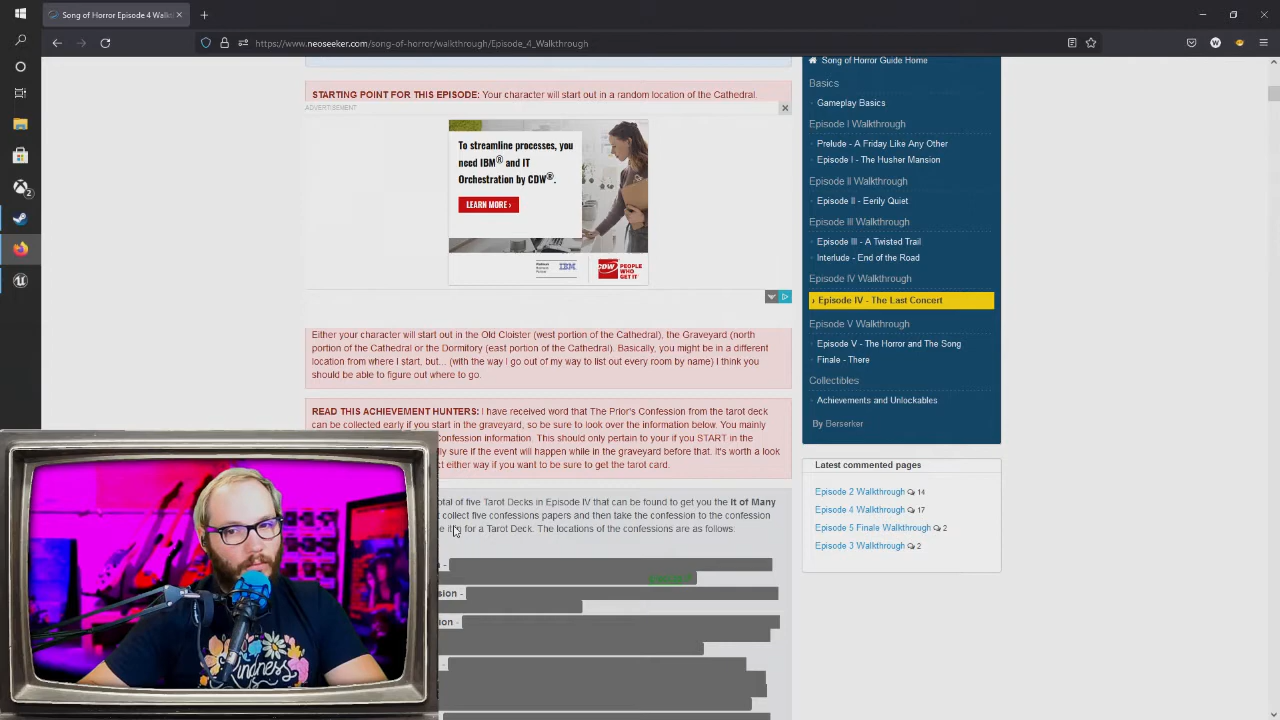 Song of Horror Episode 4 Walk
https://www.neoseeker.com/song-of-horror/walkthrough/Episode_4_Walkthrough
STARTING POINT FOR THIS EPISODE: Your character will start out in a random location of the Cathedral.
ADVERTISEMENT
To streamline processes, you
need IBM® and IT
Orchestration by CDW®.
LEARN MORE ›
IBM
CDW
PEOPLE
WHO
GET IT
Either your character will start out in the Old Cloister (west portion of the Cathedral), the Graveyard (north
portion of the Cathedral or the Dormitory (east portion of the Cathedral). Basically, you might be in a different
location from where I start, but... (with the way I go out of my way to list out every room by name) I think you
should be able to figure out where to go.
READ THIS ACHIEVEMENT HUNTERS: I have received word that The Prior's Confession from the tarot deck
can be collected early if you start in the graveyard, so be sure to look over the information below. You mainly
onfession information. This should only pertain to your if you START in the
ly sure if the event will happen while in the graveyard before that. It's worth a look
ct either way if you want to be sure to get the tarot card.
otal of five Tarot Decks in Episode IV that can be found to get you the It of Many
collect five confessions papers and then take the confession to the confession
for a Tarot Deck. The locations of the confessions are as follows:
sion -
on -
Song of Horror Guide Home
Basics
Gameplay Basics
Episode I Walkthrough
Prelude - A Friday Like Any Other
Episode I - The Husher Mansion
Episode II Walkthrough
Episode II - Eerily Quiet
Episode III Walkthrough
Episode III - A Twisted Trail
Interlude - End of the Road
Episode IV Walkthrough
› Episode IV - The Last Concert
Episode V Walkthrough
Episode V - The Horror and The Song
Finale - There
Collectibles
Achievements and Unlockables
By Berserker
Latest commented pages
Episode 2 Walkthrough 14
Episode 4 Walkthrough 17
Episode 5 Finale Walkthrough 2
Episode 3 Walkthrough 2
kindness